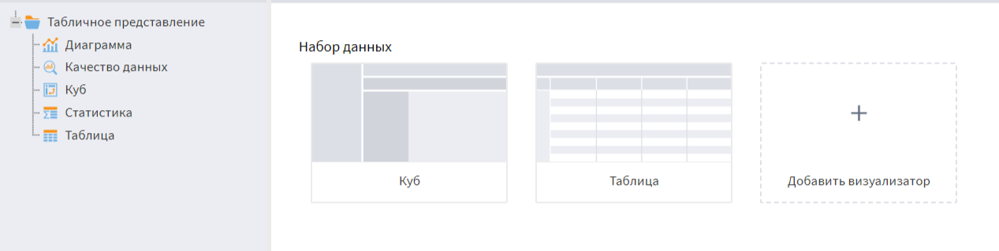 Табличное представление
Диаграмма
Качество данных
Куб
Статистика
Таблица
Набор данных
Куб
Таблица
Добавить визуализатор